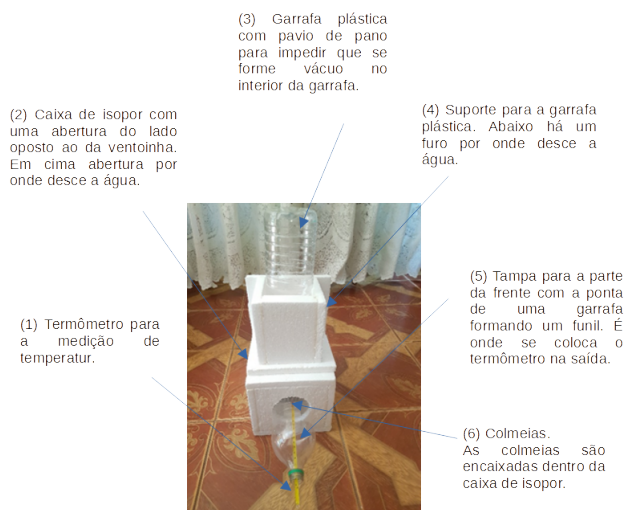 (3) Garrafa plástica
com pavio de pano
para impedir que se
forme vácuo no
interior da garrafa.
(2) Caixa de isopor com
uma abertura do lado
oposto ao da ventoinha.
Em cima abertura por
onde desce a água.
(4) Suporte para a garrafa
plástica. Abaixo há um
furo por onde desce a
água.
(1) Termômetro para
a medição de
temperatur.
(5) Tampa para a parte
da frente com a ponta
de uma garrafa
formando um funil. É
onde se coloca o
termômetro na saída.
(6) Colmeias.
As colmeias são
encaixadas dentro da
caixa de isopor.